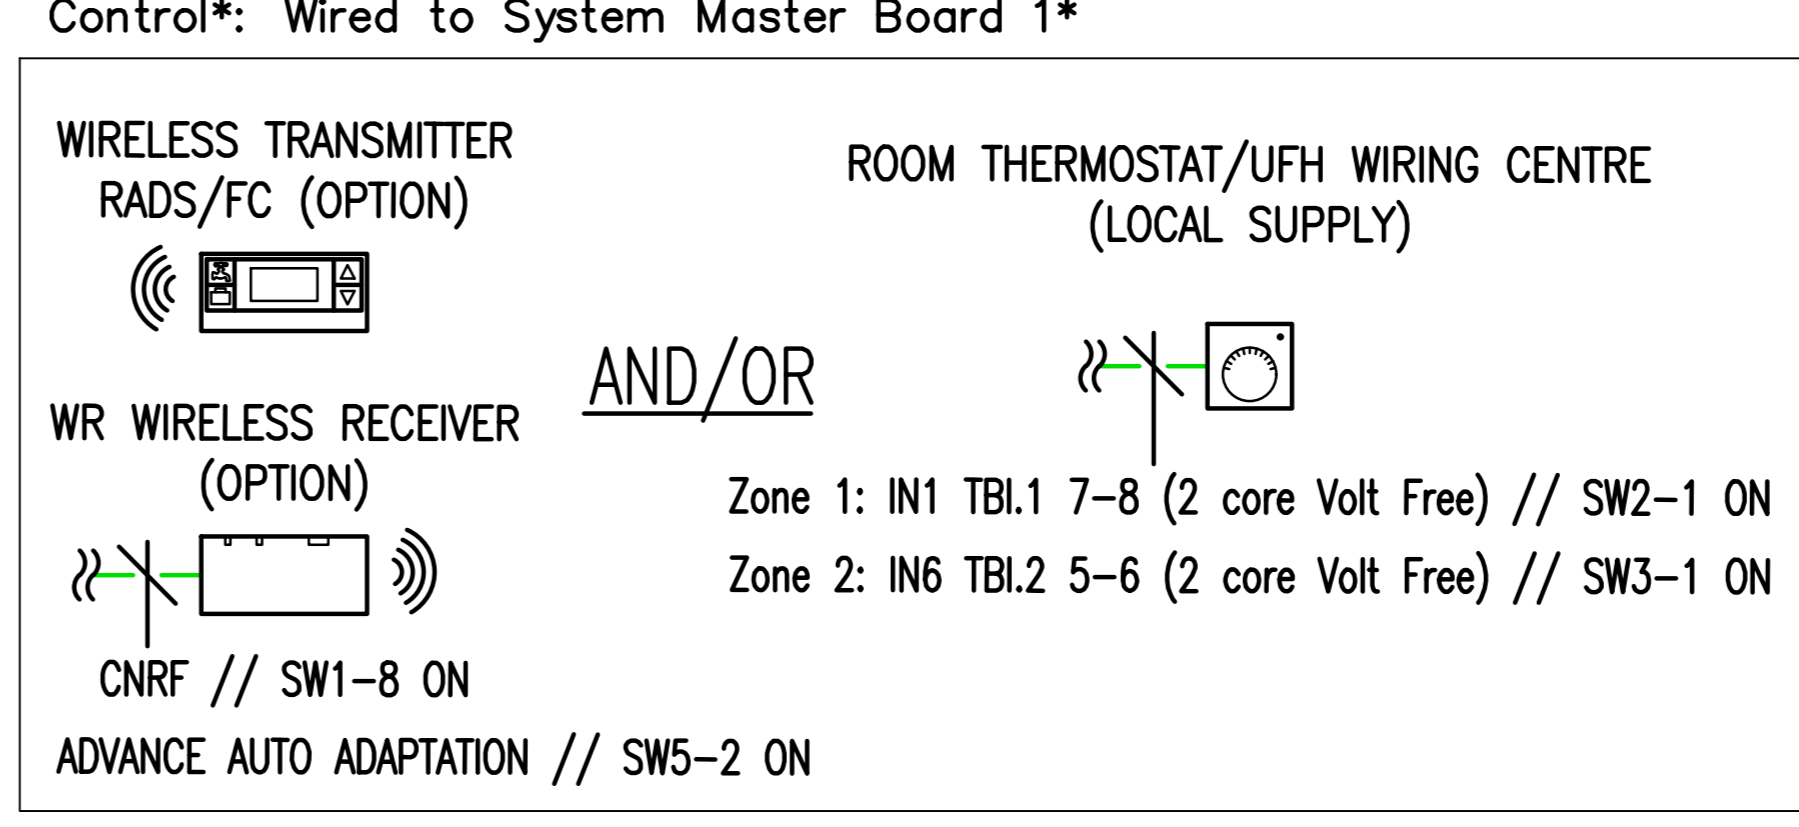 Control*: Wired to System Master Board 1*
WIRELESS TRANSMITTER
RADS/FC (OPTION)
ROOM THERMOSTAT/UFH WIRING CENTRE
(LOCAL SUPPLY)
AND/OR
WR WIRELESS RECEIVER
(OPTION)
Zone 1: IN1 TBI.1 7-8 (2 core Volt Free) // SW2-1 ON
Zone 2: IN6 TBI.2 5-6 (2 core Volt Free) // SW3-1 ON
CNRF // SW1-8 ON
ADVANCE AUTO ADAPTATION // SW5-2 ON